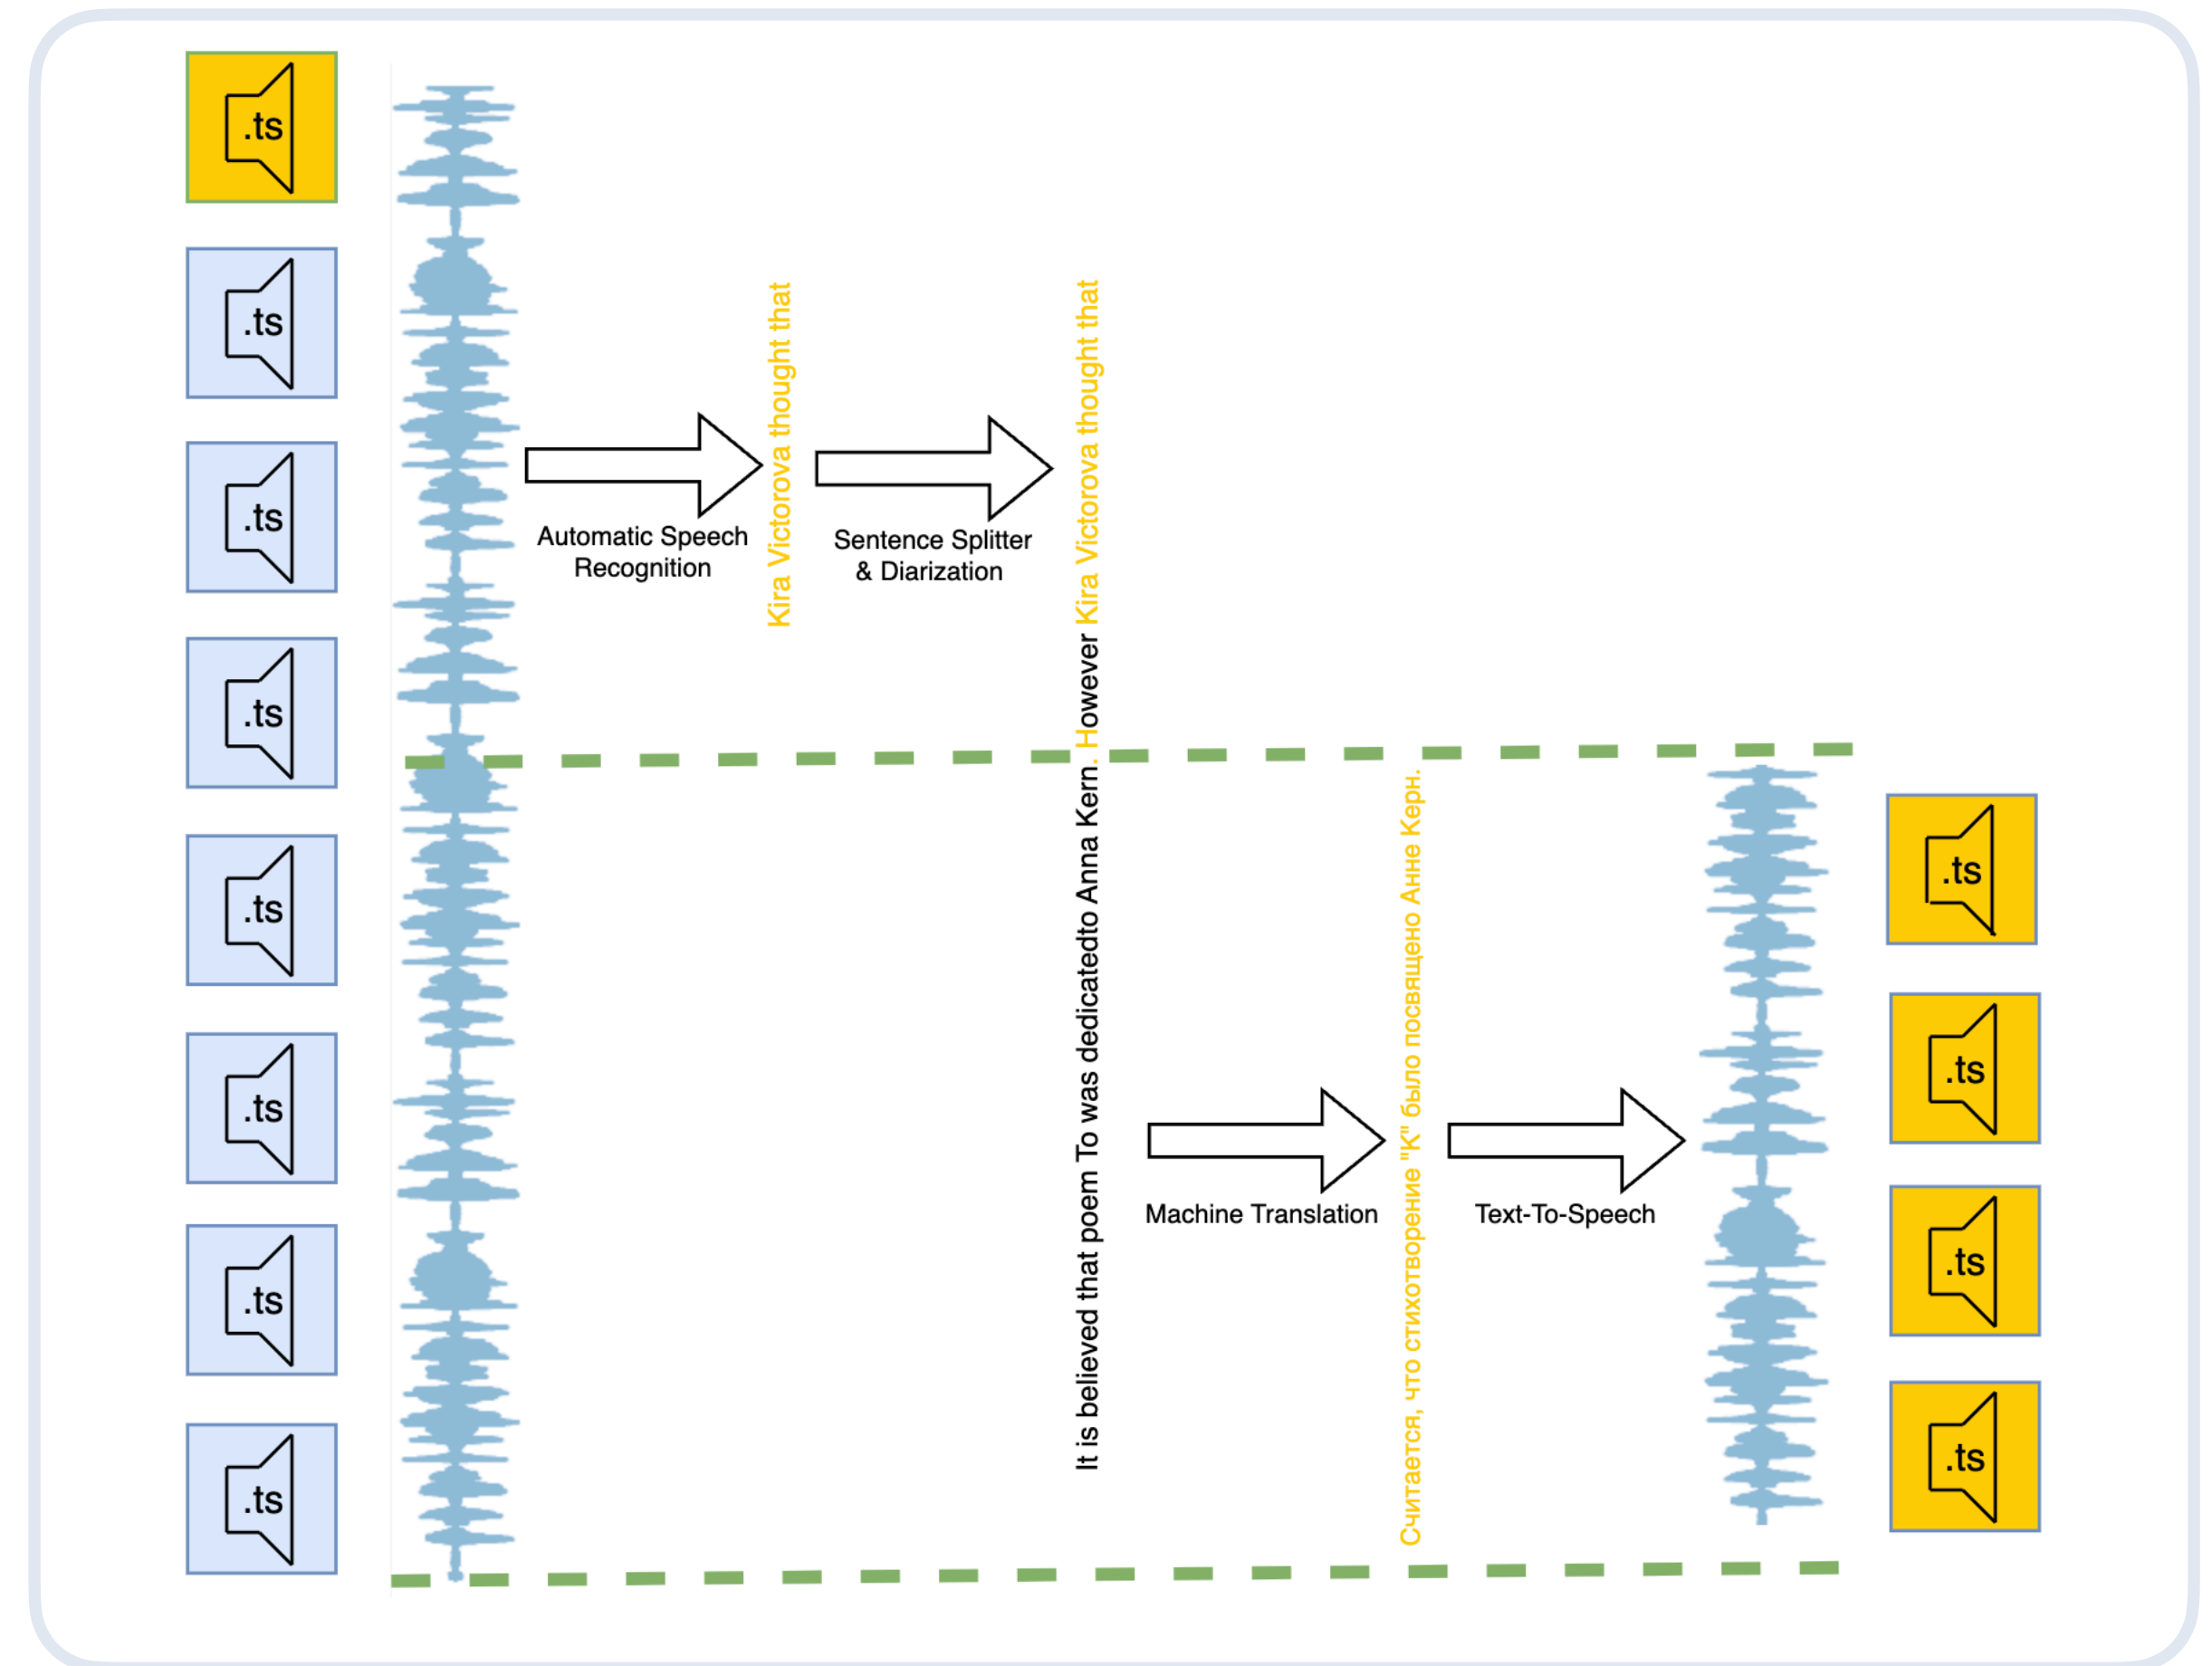 .ts
.ts
.ts
.ts
.ts
.ts
.ts
.ts
Automatic Speech
Recognition
Kira Victorova thought that
Sentence Splitter
& Diarization
It is believed that poem To was dedicatedto Anna Kern. However Kira Victorova thought that
Machine Translation
Считается, что стихотворение "К" было посвящено Анне Керн.
Text-To-Speech
.ts
.ts
.ts
.ts